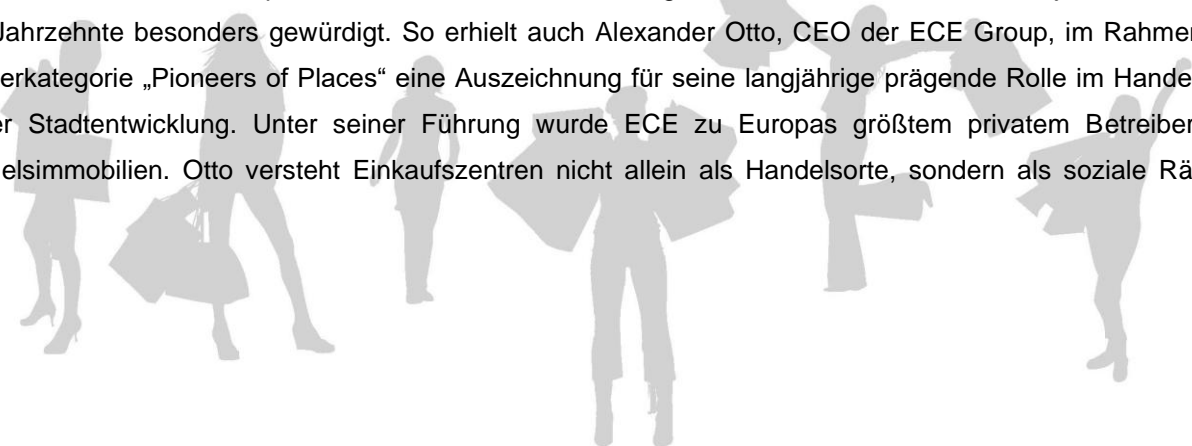 Jahrzehnte besonders gewürdigt. So erhielt auch Alexander Otto, CEO der ECE Group, im Rahmen
erkategorie „Pioneers of Places“ eine Auszeichnung für seine langjährige prägende Rolle im Hande
er Stadtentwicklung. Unter seiner Führung wurde ECE zu Europas größtem privatem Betreiber
elsimmobilien. Otto versteht Einkaufszentren nicht allein als Handelsorte, sondern als soziale Rä